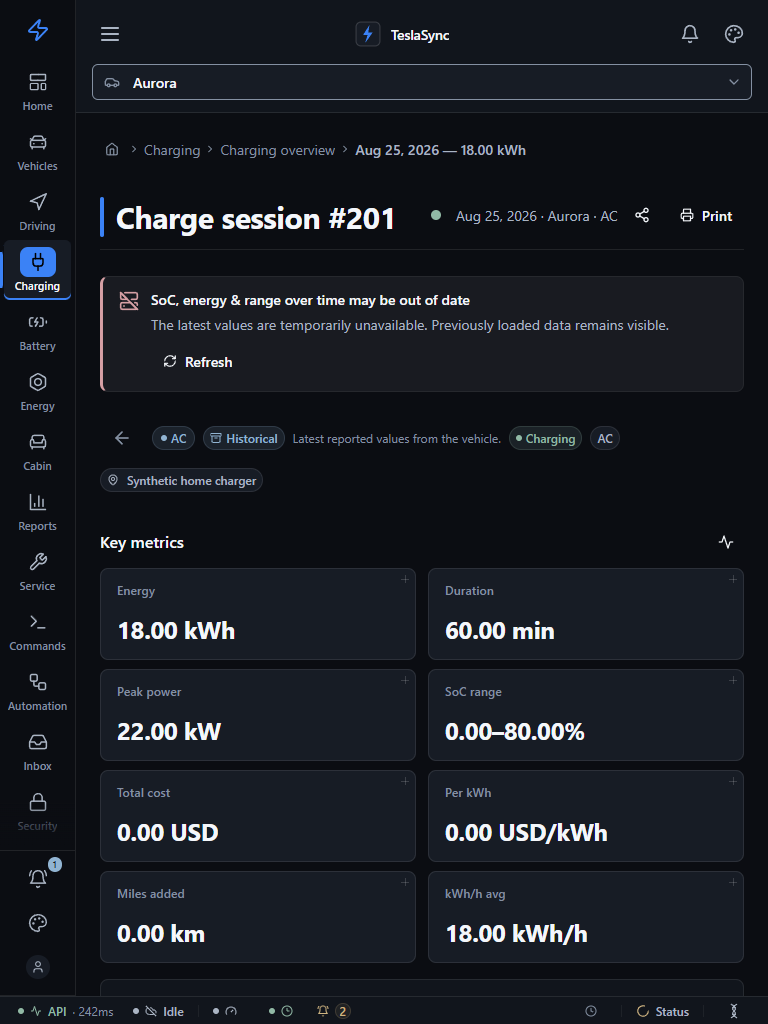 TeslaSync
Aurora
Home
Vehicles
Driving
Charging
Battery
Energy
Cabin
Reports
Service
Commands
Automation
Inbox
Security
1
Charging
Charging overview
Aug 25, 2026 — 18.00 kWh
Charge session #201
Aug 25, 2026 · Aurora · AC
Print
SoC, energy & range over time may be out of date
The latest values are temporarily unavailable. Previously loaded data remains visible.
Refresh
AC
Historical
Latest reported values from the vehicle.
Charging
AC
Synthetic home charger
Key metrics
Energy
18.00 kWh
Duration
60.00 min
Peak power
22.00 kW
SoC range
0.00–80.00%
Total cost
0.00 USD
Per kWh
0.00 USD/kWh
Miles added
0.00 km
kWh/h avg
18.00 kWh/h
API · 242ms
Idle
2
Status